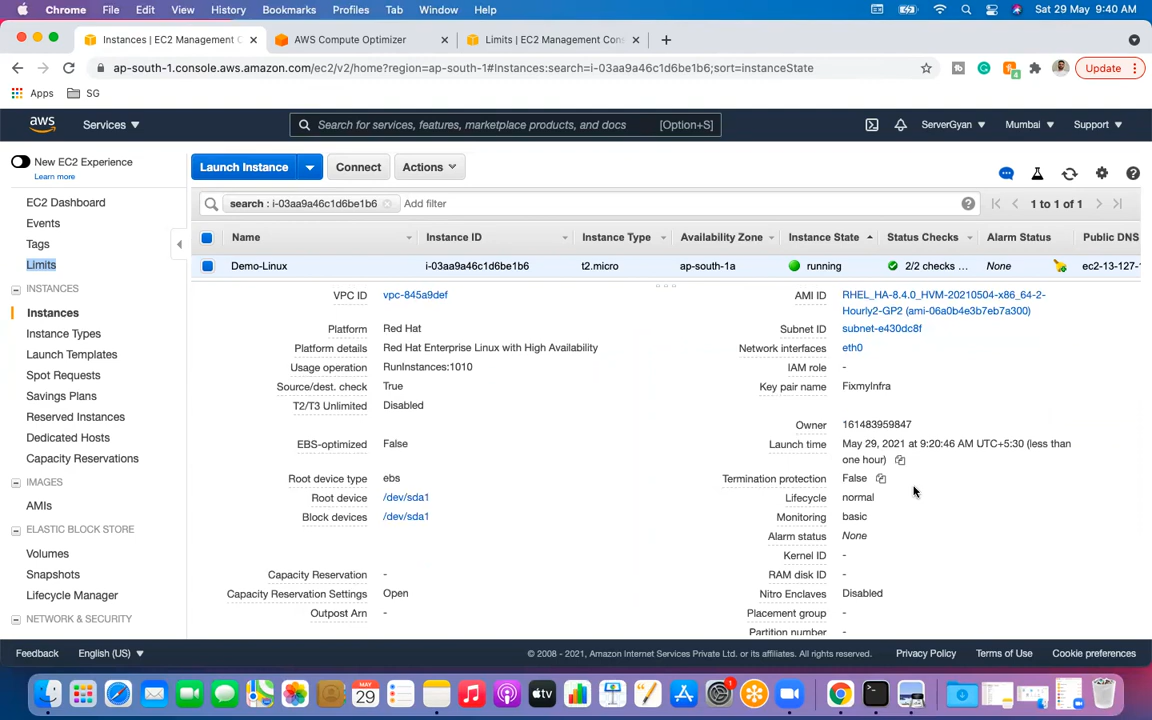 Chrome File Edit View History Bookmarks Profiles Tab Window Help Sat 29 May 9:40 AM
Instances | EC2 Management C × AWS Compute Optimizer × Limits | EC2 Management Cons × +
ap-south-1.console.aws.amazon.com/ec2/v2/home?region=ap-south-1#Instances:search=i-03aa9a46c1d6be1b6;sort=instanceState 4 Update
Apps SG
aws Services Search for services, features, marketplace products, and docs [Option+S] ServerGyan Mumbai Support
New EC2 Experience
Learn more
Launch Instance Connect Actions
search : i-03aa9a46c1d6be1b6 Add filter 1 to 1 of 1
EC2 Dashboard
Events
Tags
Limits
INSTANCES
Instances
Instance Types
Launch Templates
Spot Requests
Savings Plans
Reserved Instances
Dedicated Hosts
Capacity Reservations
IMAGES
AMIs
ELASTIC BLOCK STORE
Volumes
Snapshots
Lifecycle Manager
NETWORK & SECURITY
Name Instance ID Instance Type Availability Zone Instance State Status Checks Alarm Status Public DNS
Demo-Linux i-03aa9a46c1d6be1b6 t2.micro ap-south-1a running 2/2 checks ... None ec2-13-127-
VPC ID vpc-845a9def
Platform Red Hat
Platform details Red Hat Enterprise Linux with High Availability
Usage operation RunInstances:1010
Source/dest. check True
T2/T3 Unlimited Disabled
EBS-optimized False
Root device type ebs
Root device /dev/sda1
Block devices /dev/sda1
Capacity Reservation -
Capacity Reservation Settings Open
Outpost Arn -
AMI ID RHEL_HA-8.4.0_HVM-20210504-x86_64-2-
Hourly2-GP2 (ami-06a0b4e3b7eb7a300)
Subnet ID subnet-e430dc8f
Network interfaces eth0
IAM role -
Key pair name FixmyInfra
Owner 161483959847
Launch time May 29, 2021 at 9:20:46 AM UTC+5:30 (less than
one hour)
Termination protection False
Lifecycle normal
Monitoring basic
Alarm status None
Kernel ID -
RAM disk ID -
Nitro Enclaves Disabled
Placement group -
Partition number -
Feedback English (US) © 2008 - 2021, Amazon Internet Services Private Ltd. or its affiliates. All rights reserved. Privacy Policy Terms of Use Cookie preferences
MAY
29
tv
1